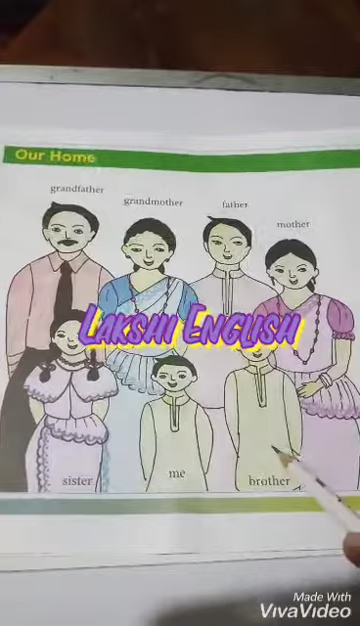 Our Home
grandfather
grandmother
father
mother
LAKSHI ENGLISH
sister
me
brother
Made With
VivaVideo